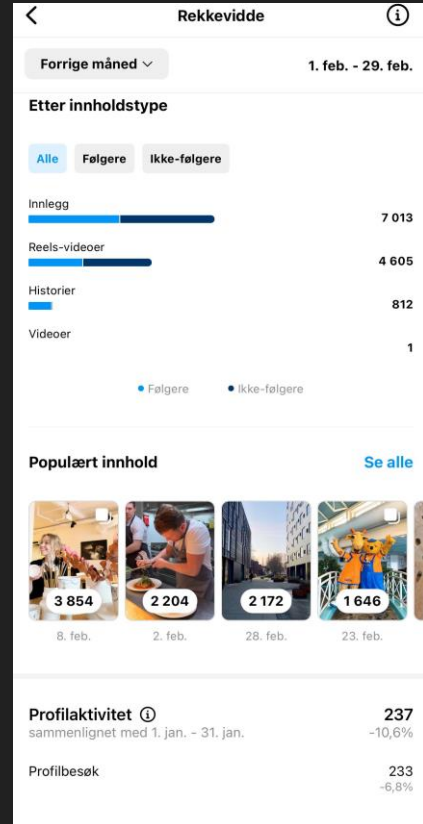 Rekkevidde
Forrige måned
1. feb. - 29. feb.
Etter innholdstype
Alle
Følgere
Ikke-følgere
Innlegg
7 013
Reels-videoer
4 605
Historier
812
Videoer
1
Følgere
Ikke-følgere
Populært innhold
Se alle
3 854
2 204
2 172
1 646
8. feb.
2. feb.
28. feb.
23. feb.
Profilaktivitet
237
sammenlignet med 1. jan. - 31. jan.
-10,6%
Profilbesøk
233
-6,8%